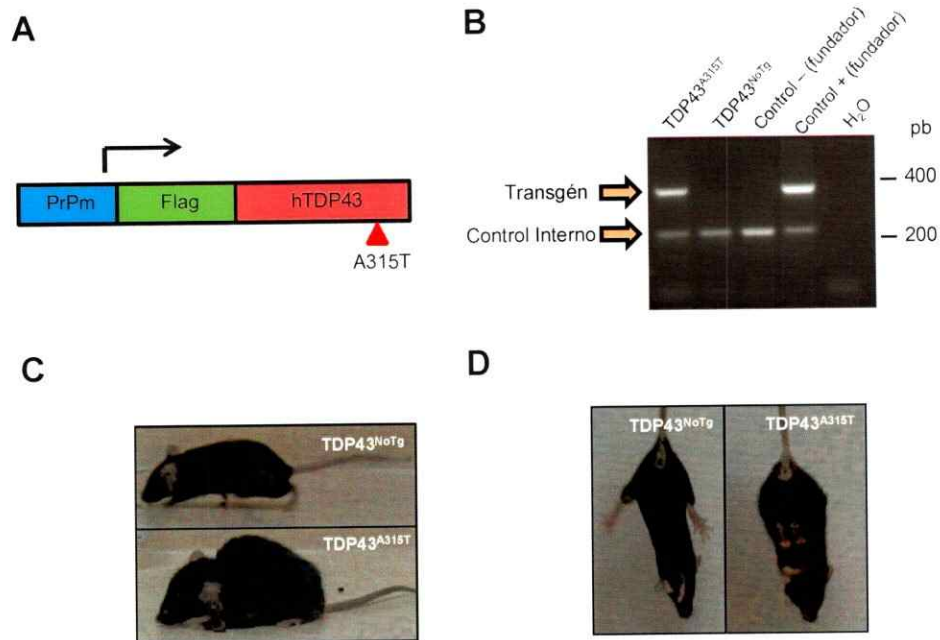 A
PrPm Flag hTDP43
A315T
B
TDP43A315T
TDP43NoTg
Control – (fundador)
Control + (fundador)
H2O
pb
Transgén
400
Control Interno
200
C
TDP43NoTg
TDP43A315T
D
TDP43NoTg
TDP43A315T